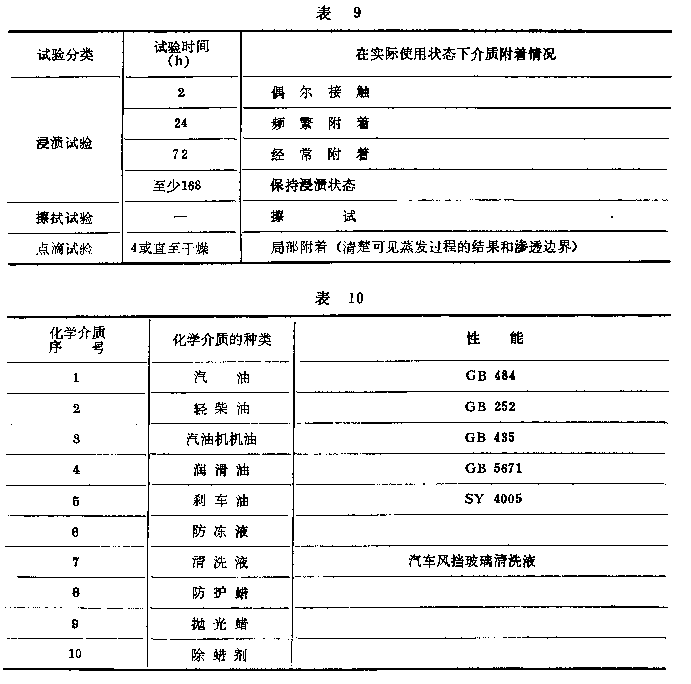 表 9
试验分类 试验时间 (h) 在实际使用状态下介质附着情况
浸渍试验 2 偶尔接触
24 频繁附着
72 经常附着
至少168 保持浸渍状态
擦拭试验 — 擦试
点滴试验 4或直至干燥 局部附着（清楚可见蒸发过程的结果和渗透边界）
表 10
化学介质序号 化学介质的种类 性能
1 汽油 GB 484
2 轻柴油 GB 252
3 汽油机机油 GB 485
4 润滑油 GB 5671
5 刹车油 SY 4005
6 防冻液
7 清洗液 汽车风挡玻璃清洗液
8 防护蜡
9 抛光蜡
10 除蜡剂